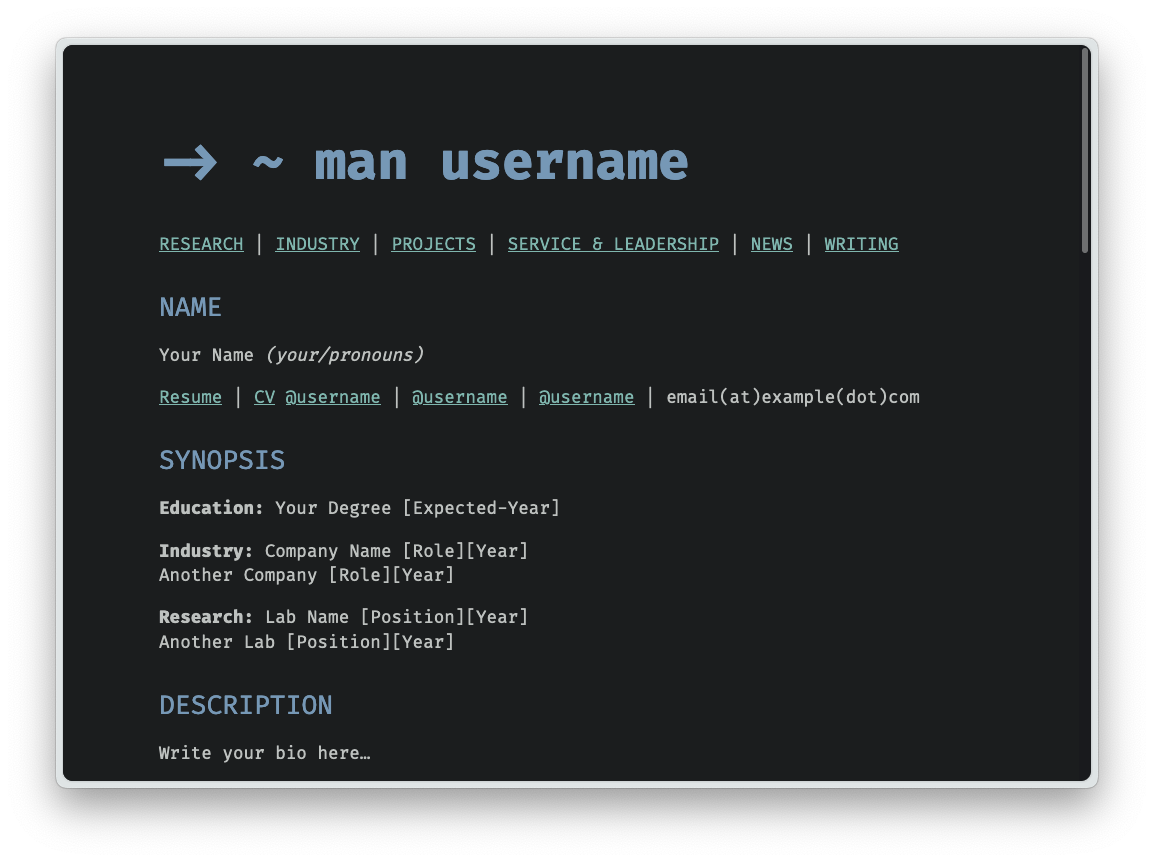 → ~ man username
RESEARCH | INDUSTRY | PROJECTS | SERVICE & LEADERSHIP | NEWS | WRITING
NAME
Your Name (your/pronouns)
Resume | CV @username | @username | @username | email(at)example(dot)com
SYNOPSIS
Education: Your Degree [Expected-Year]
Industry: Company Name [Role][Year]
Another Company [Role][Year]
Research: Lab Name [Position][Year]
Another Lab [Position][Year]
DESCRIPTION
Write your bio here…